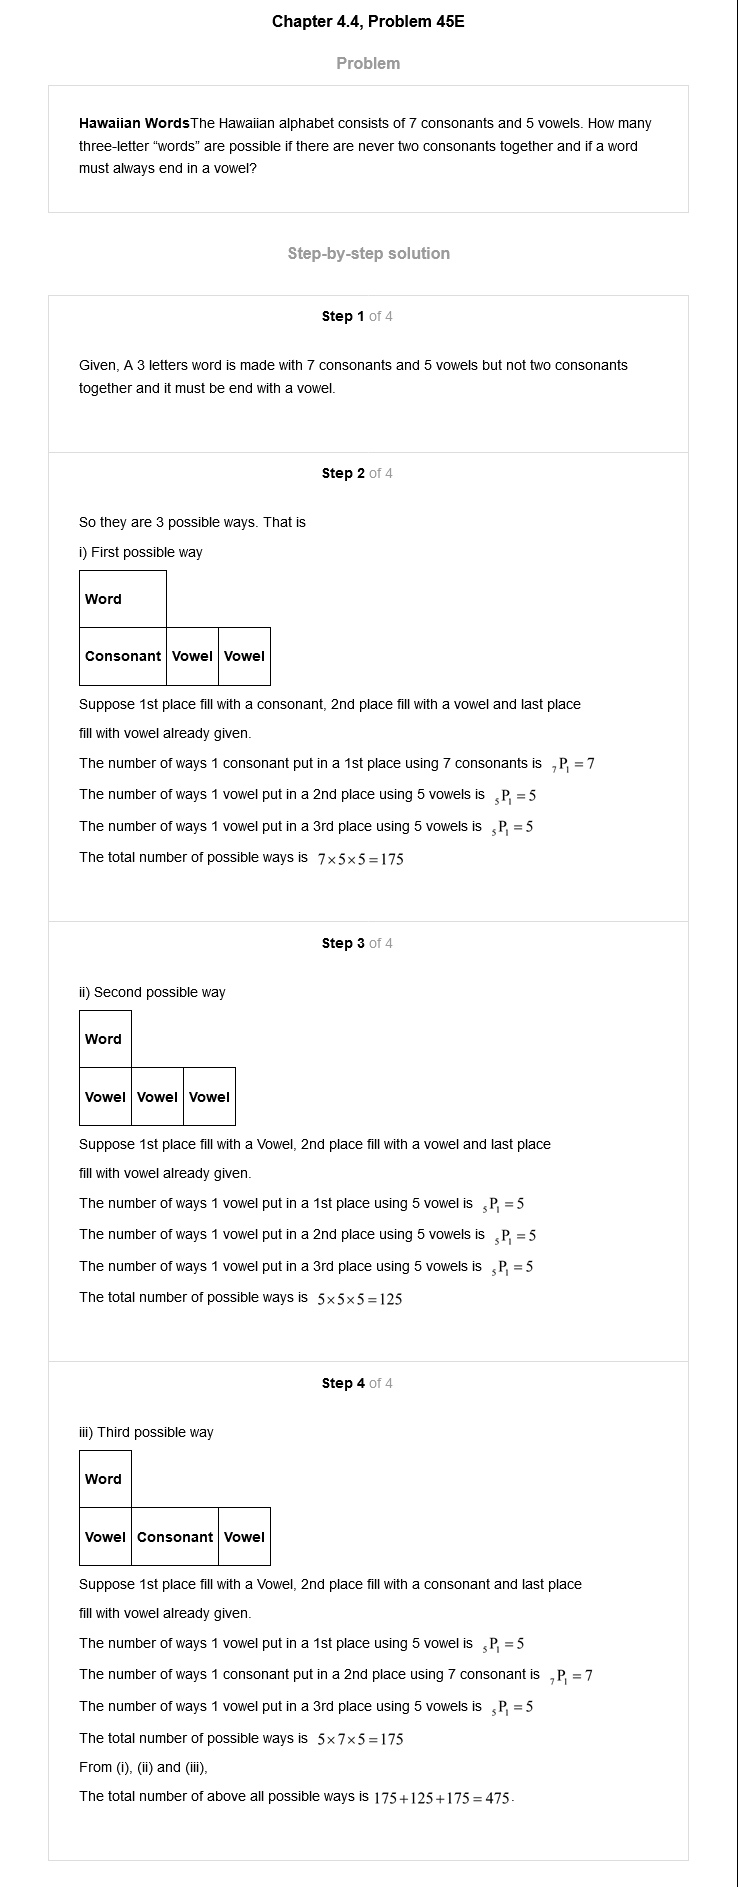 Chapter 4.4, Problem 45E
Problem
Hawaiian WordsThe Hawaiian alphabet consists of 7 consonants and 5 vowels. How many
three-letter “words” are possible if there are never two consonants together and if a word
must always end in a vowel?
Step-by-step solution
Step 1 of 4
Given, A 3 letters word is made with 7 consonants and 5 vowels but not two consonants
together and it must be end with a vowel.
Step 2 of 4
So they are 3 possible ways. That is
i) First possible way
Word
Consonant Vowel Vowel
Suppose 1st place fill with a consonant, 2nd place fill with a vowel and last place
fill with vowel already given.
The number of ways 1 consonant put in a 1st place using 7 consonants is ₇P₁ = 7
The number of ways 1 vowel put in a 2nd place using 5 vowels is ₅P₁ = 5
The number of ways 1 vowel put in a 3rd place using 5 vowels is ₅P₁ = 5
The total number of possible ways is 7×5×5=175
Step 3 of 4
ii) Second possible way
Word
Vowel Vowel Vowel
Suppose 1st place fill with a Vowel, 2nd place fill with a vowel and last place
fill with vowel already given.
The number of ways 1 vowel put in a 1st place using 5 vowel is ₅P₁ = 5
The number of ways 1 vowel put in a 2nd place using 5 vowels is ₅P₁ = 5
The number of ways 1 vowel put in a 3rd place using 5 vowels is ₅P₁ = 5
The total number of possible ways is 5×5×5=125
Step 4 of 4
iii) Third possible way
Word
Vowel Consonant Vowel
Suppose 1st place fill with a Vowel, 2nd place fill with a consonant and last place
fill with vowel already given.
The number of ways 1 vowel put in a 1st place using 5 vowel is ₅P₁ = 5
The number of ways 1 consonant put in a 2nd place using 7 consonant is ₇P₁ = 7
The number of ways 1 vowel put in a 3rd place using 5 vowels is ₅P₁ = 5
The total number of possible ways is 5×7×5=175
From (i), (ii) and (iii),
The total number of above all possible ways is 175+125+175=475.